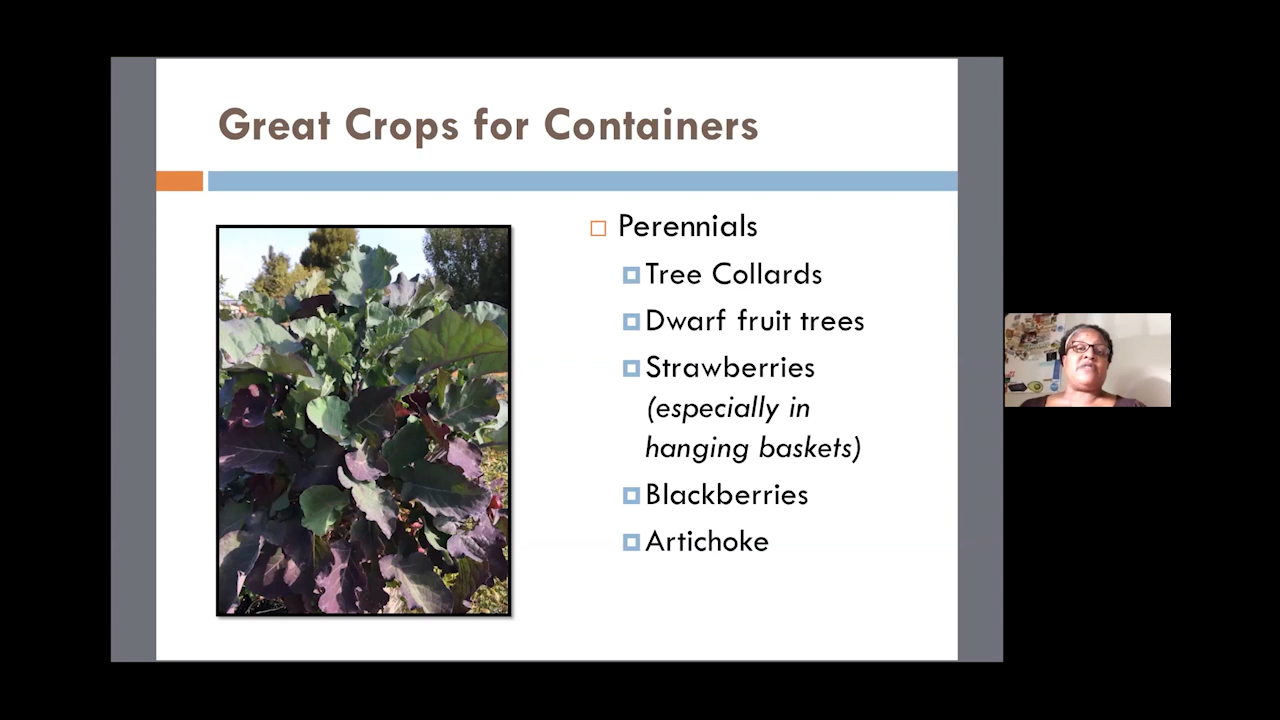 Great Crops for Containers
Perennials
Tree Collards
Dwarf fruit trees
Strawberries
(especially in
hanging baskets)
Blackberries
Artichoke